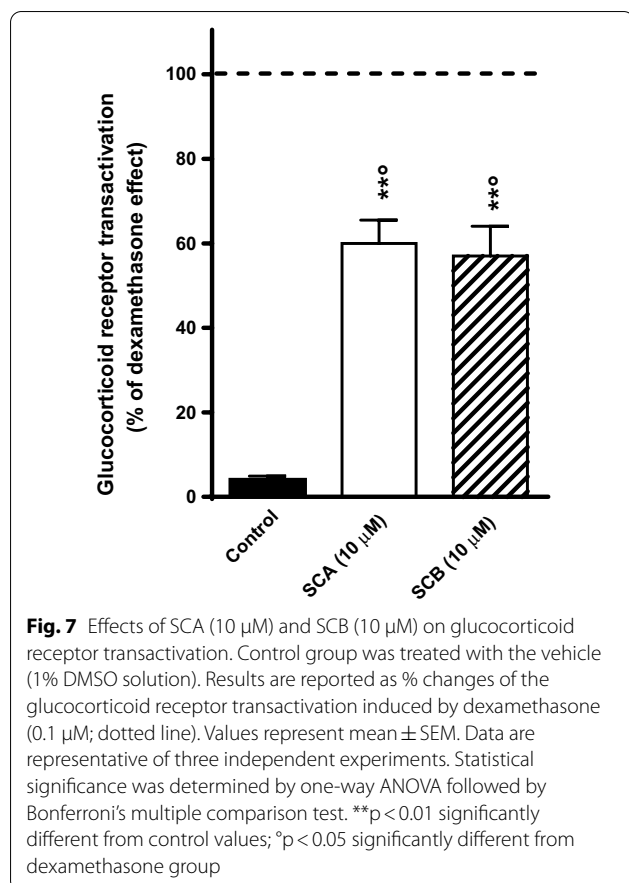 Glucocorticoid receptor transactivation
(% of dexamethasone effect)
100
80
60
40
20
0
**°
**°
Control
SCA (10 µM)
SCB (10 µM)
Fig. 7 Effects of SCA (10 µM) and SCB (10 µM) on glucocorticoid
receptor transactivation. Control group was treated with the vehicle
(1% DMSO solution). Results are reported as % changes of the
glucocorticoid receptor transactivation induced by dexamethasone
(0.1 µM; dotted line). Values represent mean ± SEM. Data are
representative of three independent experiments. Statistical
significance was determined by one-way ANOVA followed by
Bonferroni's multiple comparison test. **p < 0.01 significantly
different from control values; °p < 0.05 significantly different from
dexamethasone group